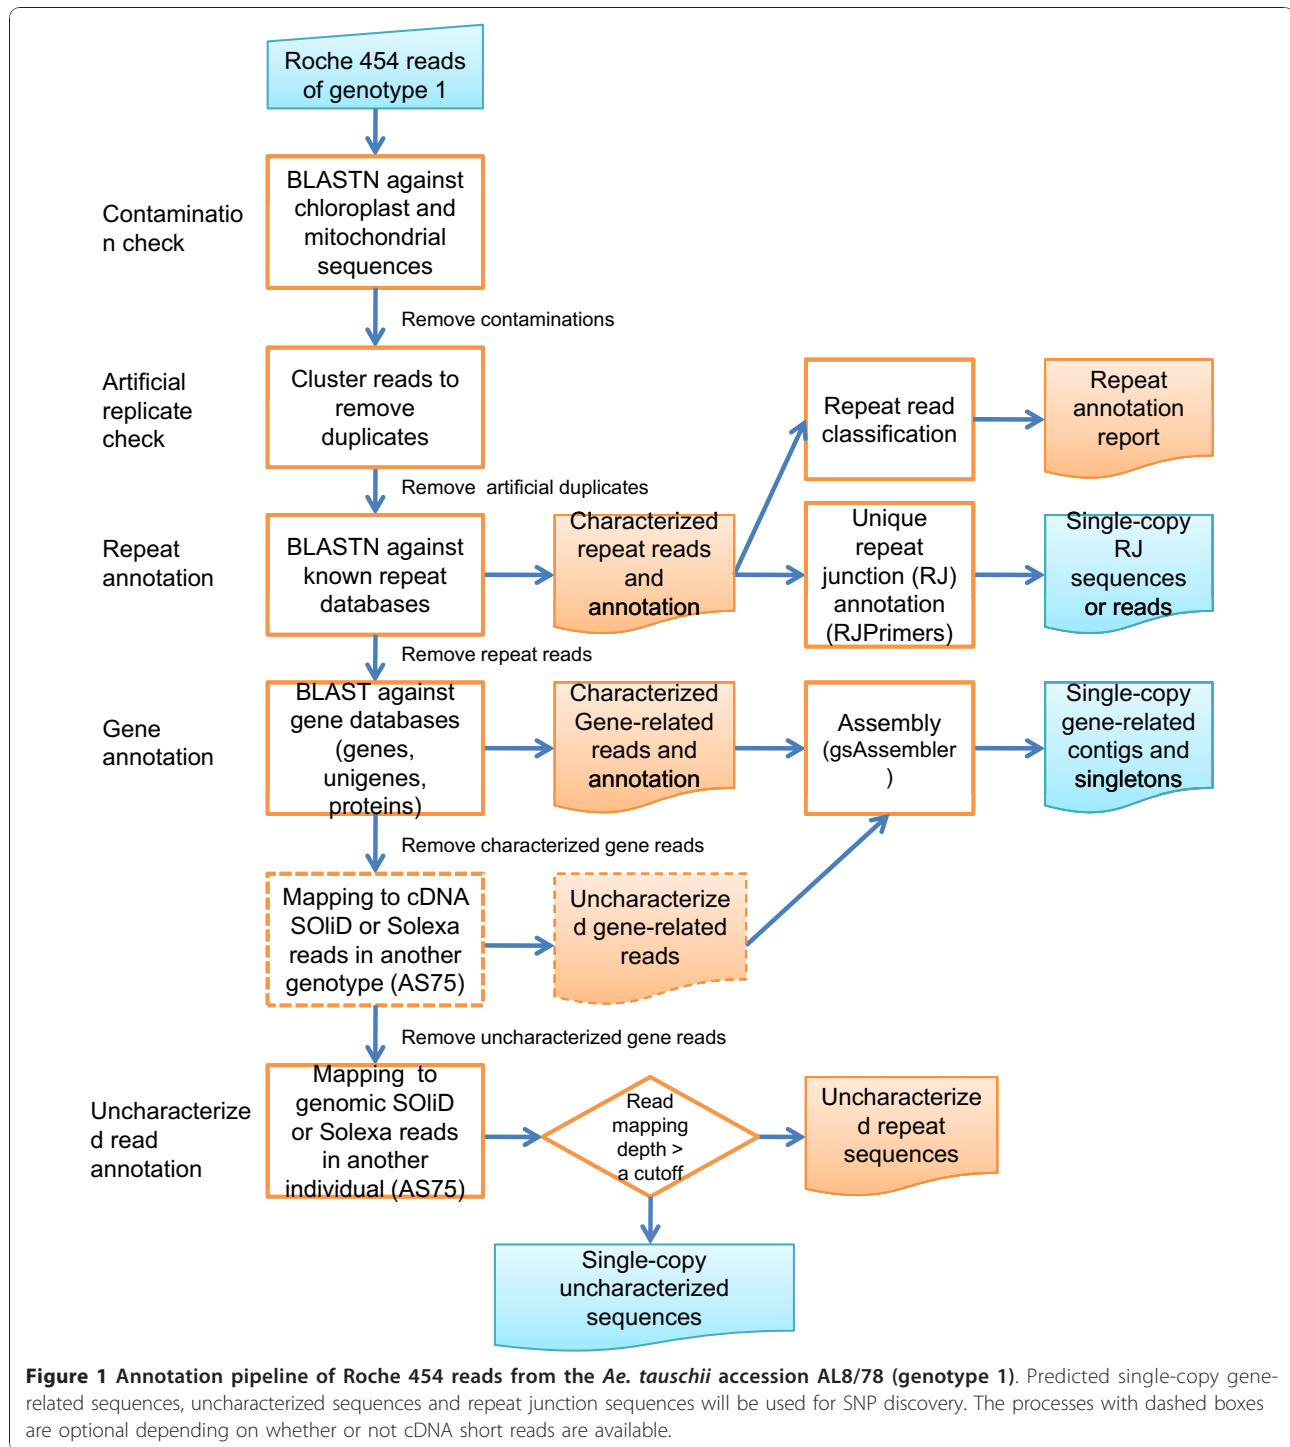 Roche 454 reads
of genotype 1
Contaminatio
n check
BLASTN against
chloroplast and
mitochondrial
sequences
Remove contaminations
Artificial
replicate
check
Cluster reads to
remove
duplicates
Repeat read
classification
Repeat
annotation
report
Remove  artificial duplicates
Repeat
annotation
BLASTN against
known repeat
databases
Characterized
repeat reads
and
annotation
Unique
repeat
junction (RJ)
annotation
(RJPrimers)
Single-copy
RJ
sequences
or reads
Remove repeat reads
Gene
annotation
BLAST against
gene databases
(genes,
unigenes,
proteins)
Characterized
Gene-related
reads and
annotation
Assembly
(gsAssembler
)
Single-copy
gene-related
contigs and
singletons
Remove characterized gene reads
Mapping to cDNA
SOliD or Solexa
reads in another
genotype (AS75)
Uncharacterize
d gene-related
reads
Remove uncharacterized gene reads
Uncharacterize
d read
annotation
Mapping  to
genomic SOliD
or Solexa reads
in another
individual (AS75)
Read
mapping
depth >
a cutoff
Uncharacterize
d repeat
sequences
Single-copy
uncharacterized
sequences
Figure 1 Annotation pipeline of Roche 454 reads from the Ae. tauschii accession AL8/78 (genotype 1). Predicted single-copy gene-
related sequences, uncharacterized sequences and repeat junction sequences will be used for SNP discovery. The processes with dashed boxes
are optional depending on whether or not cDNA short reads are available.